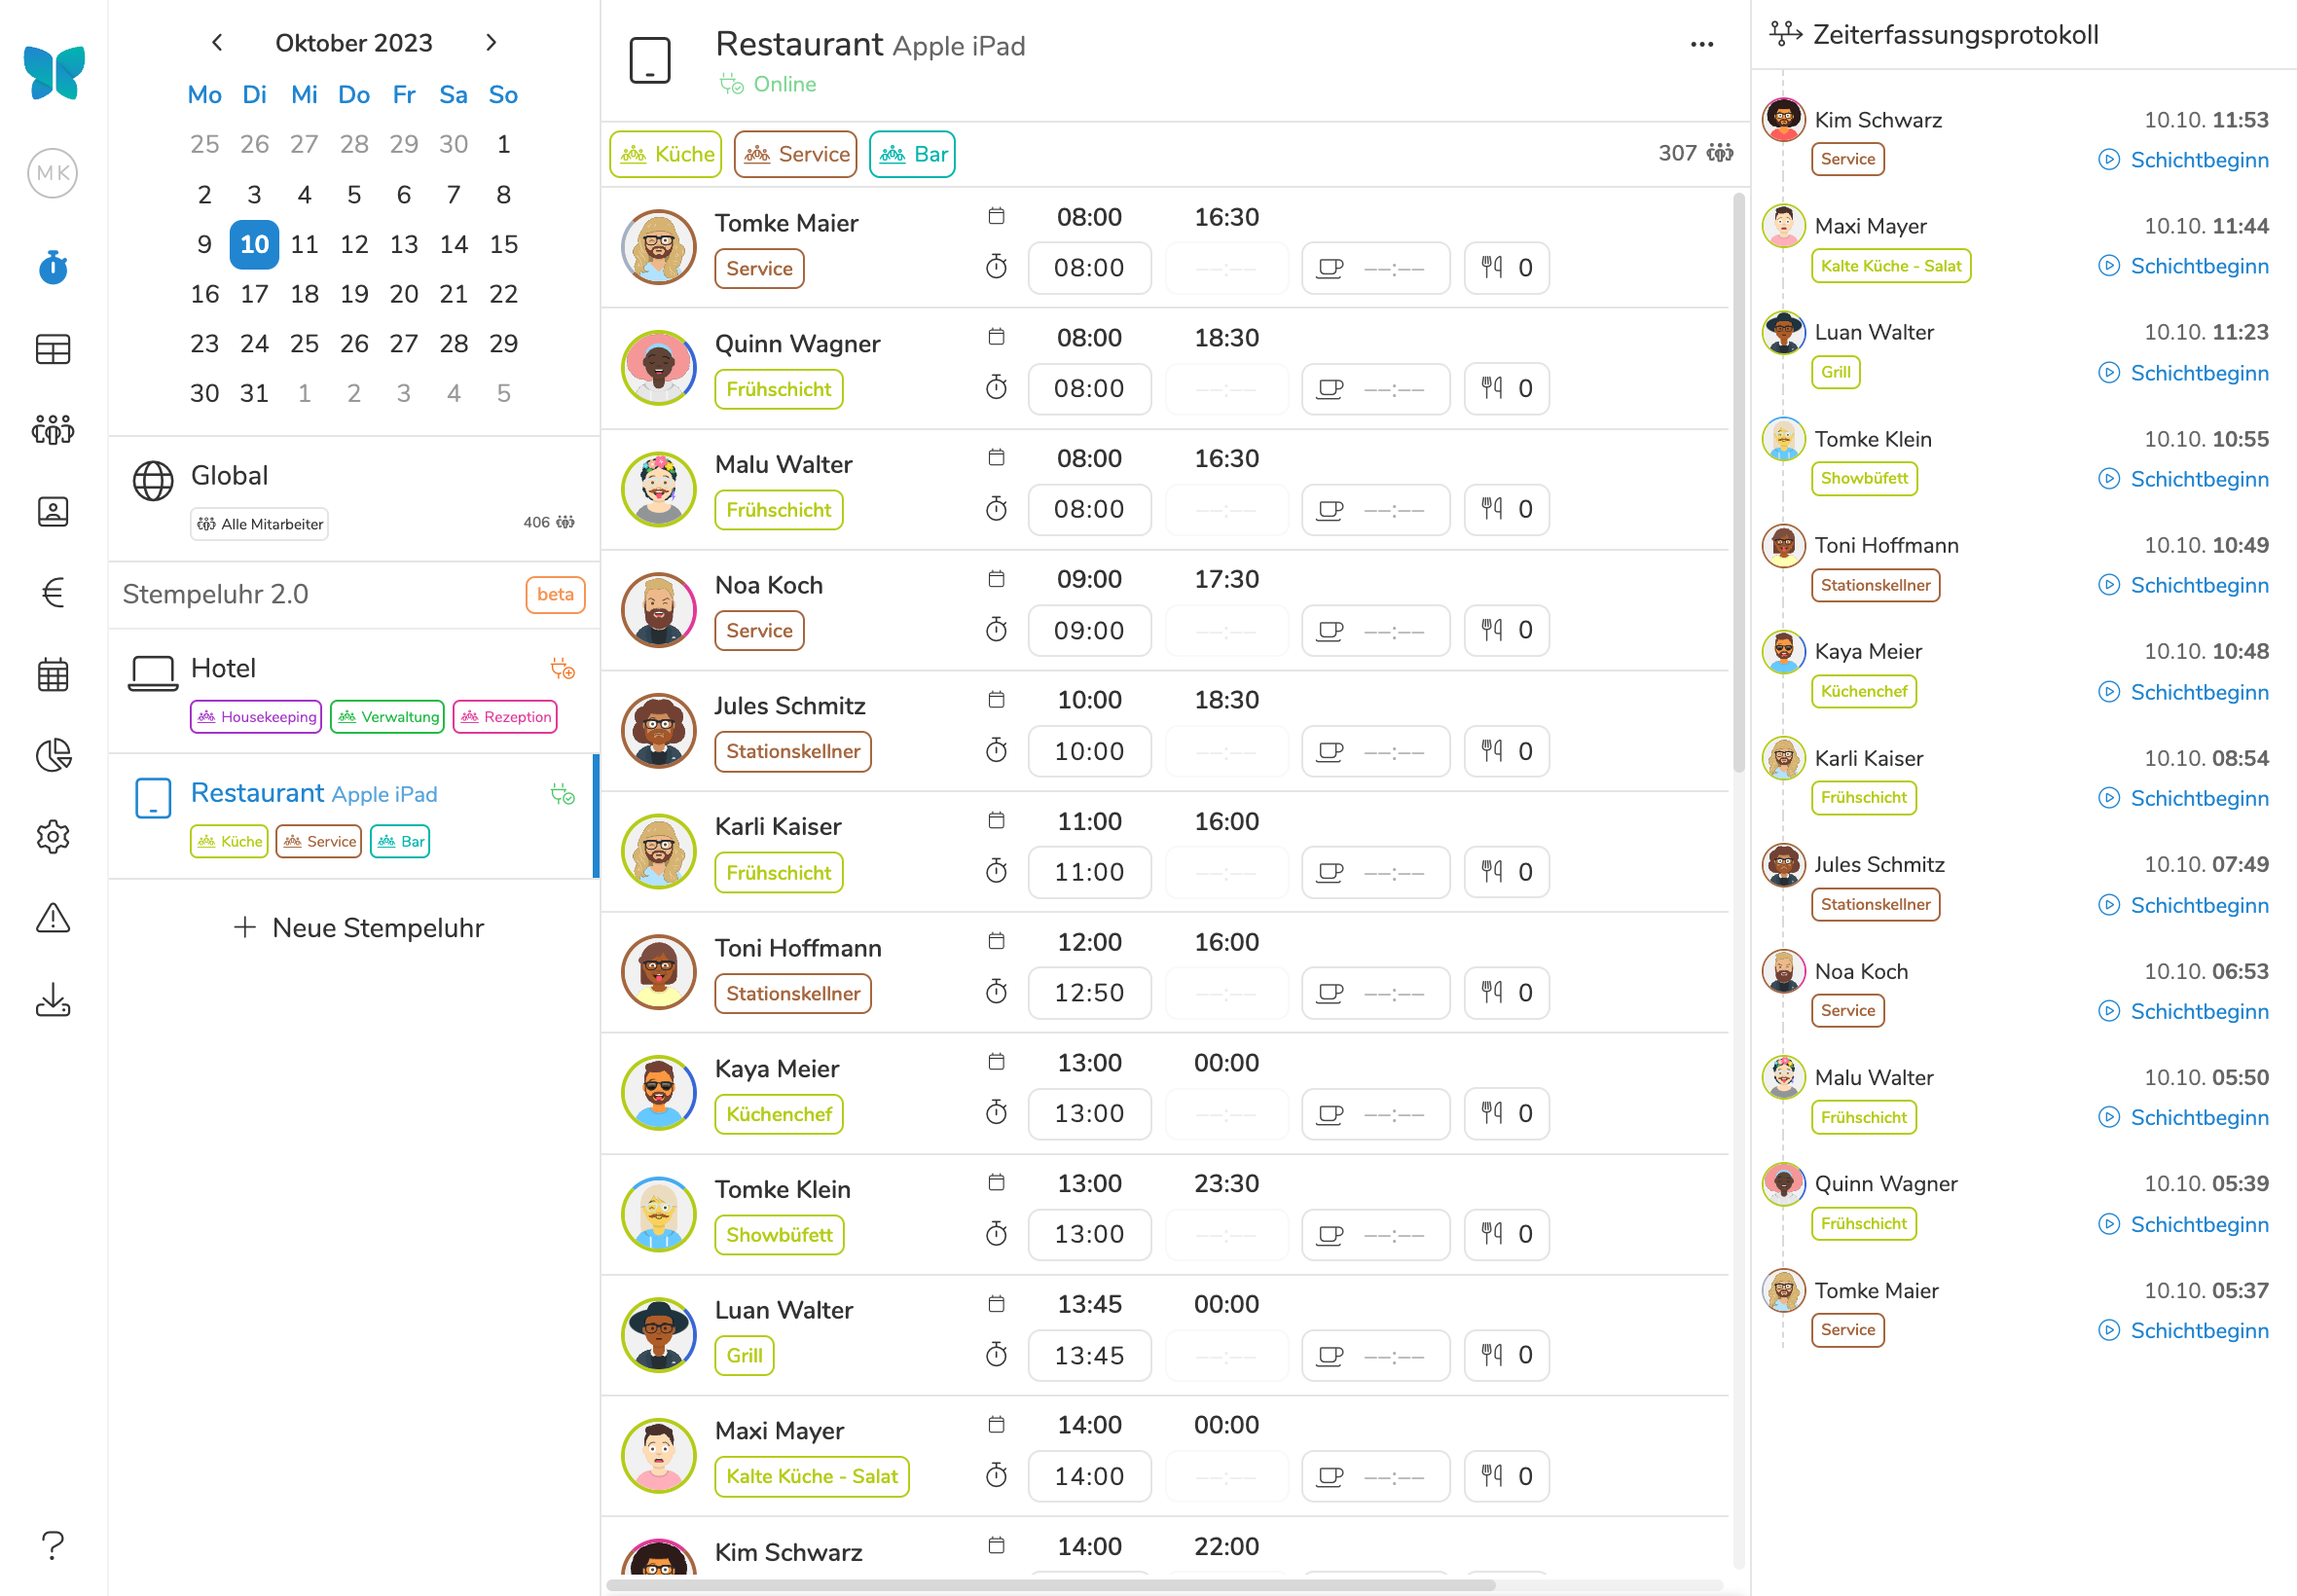 MK
Oktober 2023
Mo Di Mi Do Fr Sa So
25 26 27 28 29 30 1
2 3 4 5 6 7 8
9 10 11 12 13 14 15
16 17 18 19 20 21 22
23 24 25 26 27 28 29
30 31 1 2 3 4 5
Global
Alle Mitarbeiter 406
Stempeluhr 2.0 beta
Hotel
Housekeeping Verwaltung Rezeption
Restaurant Apple iPad
Küche Service Bar
+ Neue Stempeluhr
?
Restaurant Apple iPad ...
Online
Küche Service Bar 307
Tomke Maier 08:00 16:30
Service 08:00 --:-- --:-- 0
Quinn Wagner 08:00 18:30
Frühschicht 08:00 --:-- --:-- 0
Malu Walter 08:00 16:30
Frühschicht 08:00 --:-- --:-- 0
Noa Koch 09:00 17:30
Service 09:00 --:-- --:-- 0
Jules Schmitz 10:00 18:30
Stationskellner 10:00 --:-- --:-- 0
Karli Kaiser 11:00 16:00
Frühschicht 11:00 --:-- --:-- 0
Toni Hoffmann 12:00 16:00
Stationskellner 12:50 --:-- --:-- 0
Kaya Meier 13:00 00:00
Küchenchef 13:00 --:-- --:-- 0
Tomke Klein 13:00 23:30
Showbüfett 13:00 --:-- --:-- 0
Luan Walter 13:45 00:00
Grill 13:45 --:-- --:-- 0
Maxi Mayer 14:00 00:00
Kalte Küche - Salat 14:00 --:-- --:-- 0
Kim Schwarz 14:00 22:00
Zeiterfassungsprotokoll
Kim Schwarz 10.10. 11:53
Service Schichtbeginn
Maxi Mayer 10.10. 11:44
Kalte Küche - Salat Schichtbeginn
Luan Walter 10.10. 11:23
Grill Schichtbeginn
Tomke Klein 10.10. 10:55
Showbüfett Schichtbeginn
Toni Hoffmann 10.10. 10:49
Stationskellner Schichtbeginn
Kaya Meier 10.10. 10:48
Küchenchef Schichtbeginn
Karli Kaiser 10.10. 08:54
Frühschicht Schichtbeginn
Jules Schmitz 10.10. 07:49
Stationskellner Schichtbeginn
Noa Koch 10.10. 06:53
Service Schichtbeginn
Malu Walter 10.10. 05:50
Frühschicht Schichtbeginn
Quinn Wagner 10.10. 05:39
Frühschicht Schichtbeginn
Tomke Maier 10.10. 05:37
Service Schichtbeginn